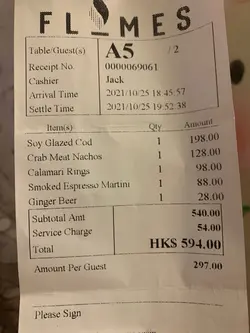 FLAMES
Table/Guest(s) A5 / 2
Receipt No. 0000069061
Cashier Jack
Arrival Time 2021/10/25 18:45:57
Settle Time 2021/10/25 19:52:38
Item(s) Qty Amount
Soy Glazed Cod 1 198.00
Crab Meat Nachos 1 128.00
Calamari Rings 1 98.00
Smoked Espresso Martini 1 88.00
Ginger Beer 1 28.00
Subtotal Amt 540.00
Service Charge 54.00
Total HK$ 594.00
Amount Per Guest 297.00
Please Sign